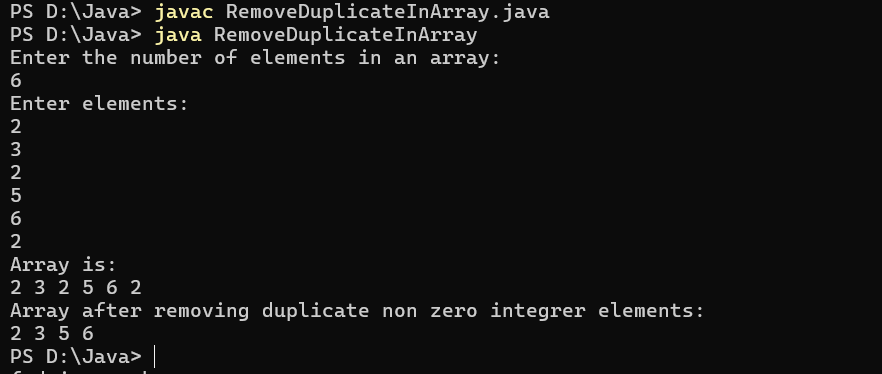 PS D:\Java> javac RemoveDuplicateInArray.java
PS D:\Java> java RemoveDuplicateInArray
Enter the number of elements in an array:
6
Enter elements:
2
3
2
5
6
2
Array is:
2 3 2 5 6 2
Array after removing duplicate non zero integrer elements:
2 3 5 6
PS D:\Java>